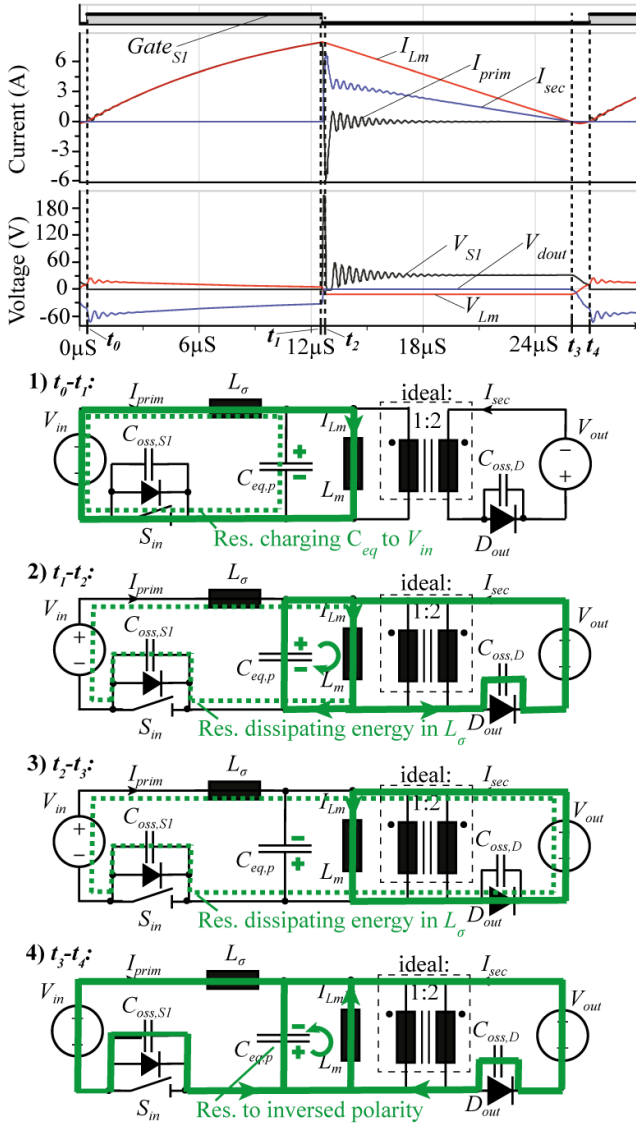 Gate_S1
Current (A)
6
3
0
-3
-6
I_Lm
I_prim
I_sec
Voltage (V)
180
120
60
0
-60
V_S1
V_dout
V_Lm
t_0
t_1
t_2
t_3
t_4
0µS
6µS
12µS
18µS
24µS
1) t_0-t_1:
I_prim
L_σ
ideal:
1:2
I_sec
V_in
C_oss,S1
I_Lm
V_out
C_oss,D
C_eq,p
L_m
S_in
D_out
Res. charging C_eq to V_in
2) t_1-t_2:
I_prim
L_σ
ideal:
1:2
I_sec
V_in
C_oss,S1
I_Lm
V_out
C_oss,D
C_eq,p
L_m
S_in
D_out
Res. dissipating energy in L_σ
3) t_2-t_3:
I_prim
L_σ
ideal:
1:2
I_sec
V_in
C_oss,S1
I_Lm
V_out
C_oss,D
C_eq,p
L_m
S_in
D_out
Res. dissipating energy in L_σ
4) t_3-t_4:
I_prim
L_σ
ideal:
1:2
I_sec
V_in
C_oss,S1
I_Lm
V_out
C_oss,D
C_eq,p
L_m
S_in
D_out
Res. to inversed polarity